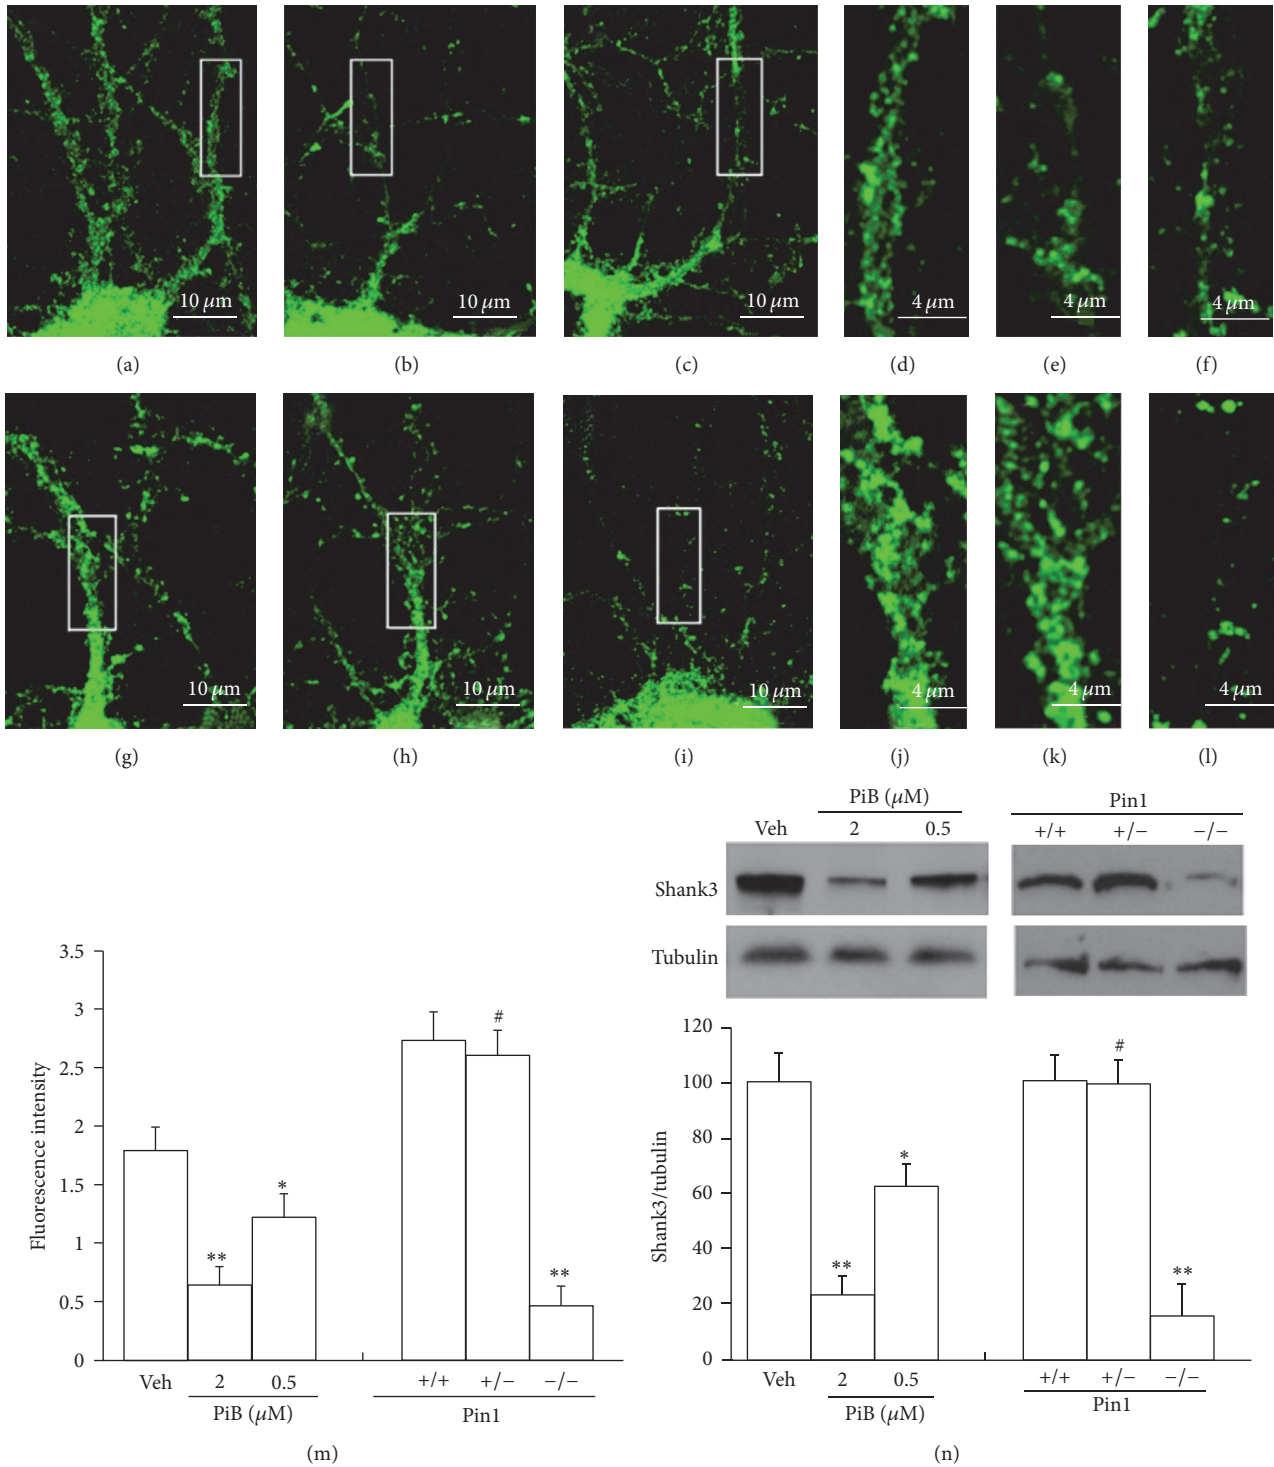 10 μm
10 μm
10 μm
4 μm
4 μm
4 μm
(a)
(b)
(c)
(d)
(e)
(f)
10 μm
10 μm
10 μm
4 μm
4 μm
4 μm
(g)
(h)
(i)
(j)
(k)
(l)
3.5
3
2.5
2
1.5
1
0.5
0
Fluorescence intensity
**
*
#
**
Veh
2
0.5
+/+
+/−
−/−
PiB (μM)
Pin1
(m)
PiB (μM)
Pin1
Veh
2
0.5
+/+
+/−
−/−
Shank3
Tubulin
120
100
80
60
40
20
0
Shank3/tubulin
**
*
#
**
Veh
2
0.5
+/+
+/−
−/−
PiB (μM)
Pin1
(n)